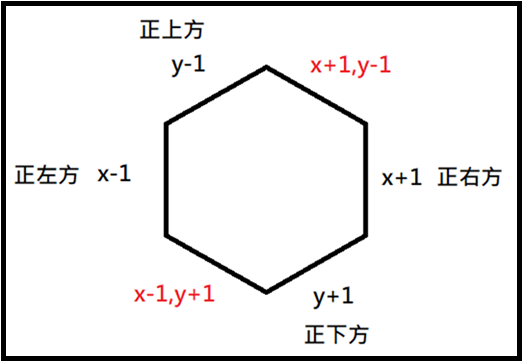 正上方
y-1
x+1,y-1
正左方 x-1
x+1 正右方
x-1,y+1
y+1
正下方